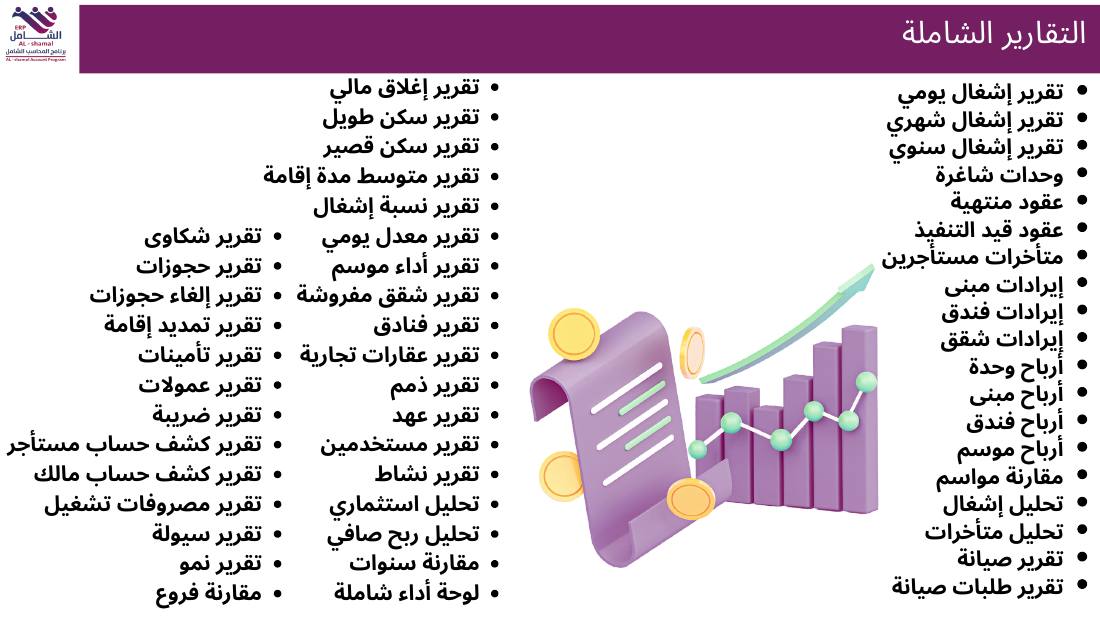 التقارير الشاملة
ERP
الشامل
AL - shamal
برنامج المحاسب الشامل
AL - shamel Account Program
تقرير إشغال يومي
تقرير إشغال شهري
تقرير إشغال سنوي
وحدات شاغرة
عقود منتهية
عقود قيد التنفيذ
متأخرات مستأجرين
إيرادات مبنى
إيرادات فندق
إيرادات شقق
أرباح وحدة
أرباح مبنى
أرباح فندق
أرباح موسم
مقارنة مواسم
تحليل إشغال
تحليل متأخرات
تقرير صيانة
تقرير طلبات صيانة
تقرير إغلاق مالي
تقرير سكن طويل
تقرير سكن قصير
تقرير متوسط مدة إقامة
تقرير نسبة إشغال
تقرير معدل يومي
تقرير أداء موسم
تقرير شقق مفروشة
تقرير فنادق
تقرير عقارات تجارية
تقرير ذمم
تقرير عهد
تقرير مستخدمين
تقرير نشاط
تحليل استثماري
تحليل ربح صافي
مقارنة سنوات
لوحة أداء شاملة
تقرير شكاوى
تقرير حجوزات
تقرير إلغاء حجوزات
تقرير تمديد إقامة
تقرير تأمينات
تقرير عمولات
تقرير ضريبة
تقرير كشف حساب مستأجر
تقرير كشف حساب مالك
تقرير مصروفات تشغيل
تقرير سيولة
تقرير نمو
مقارنة فروع